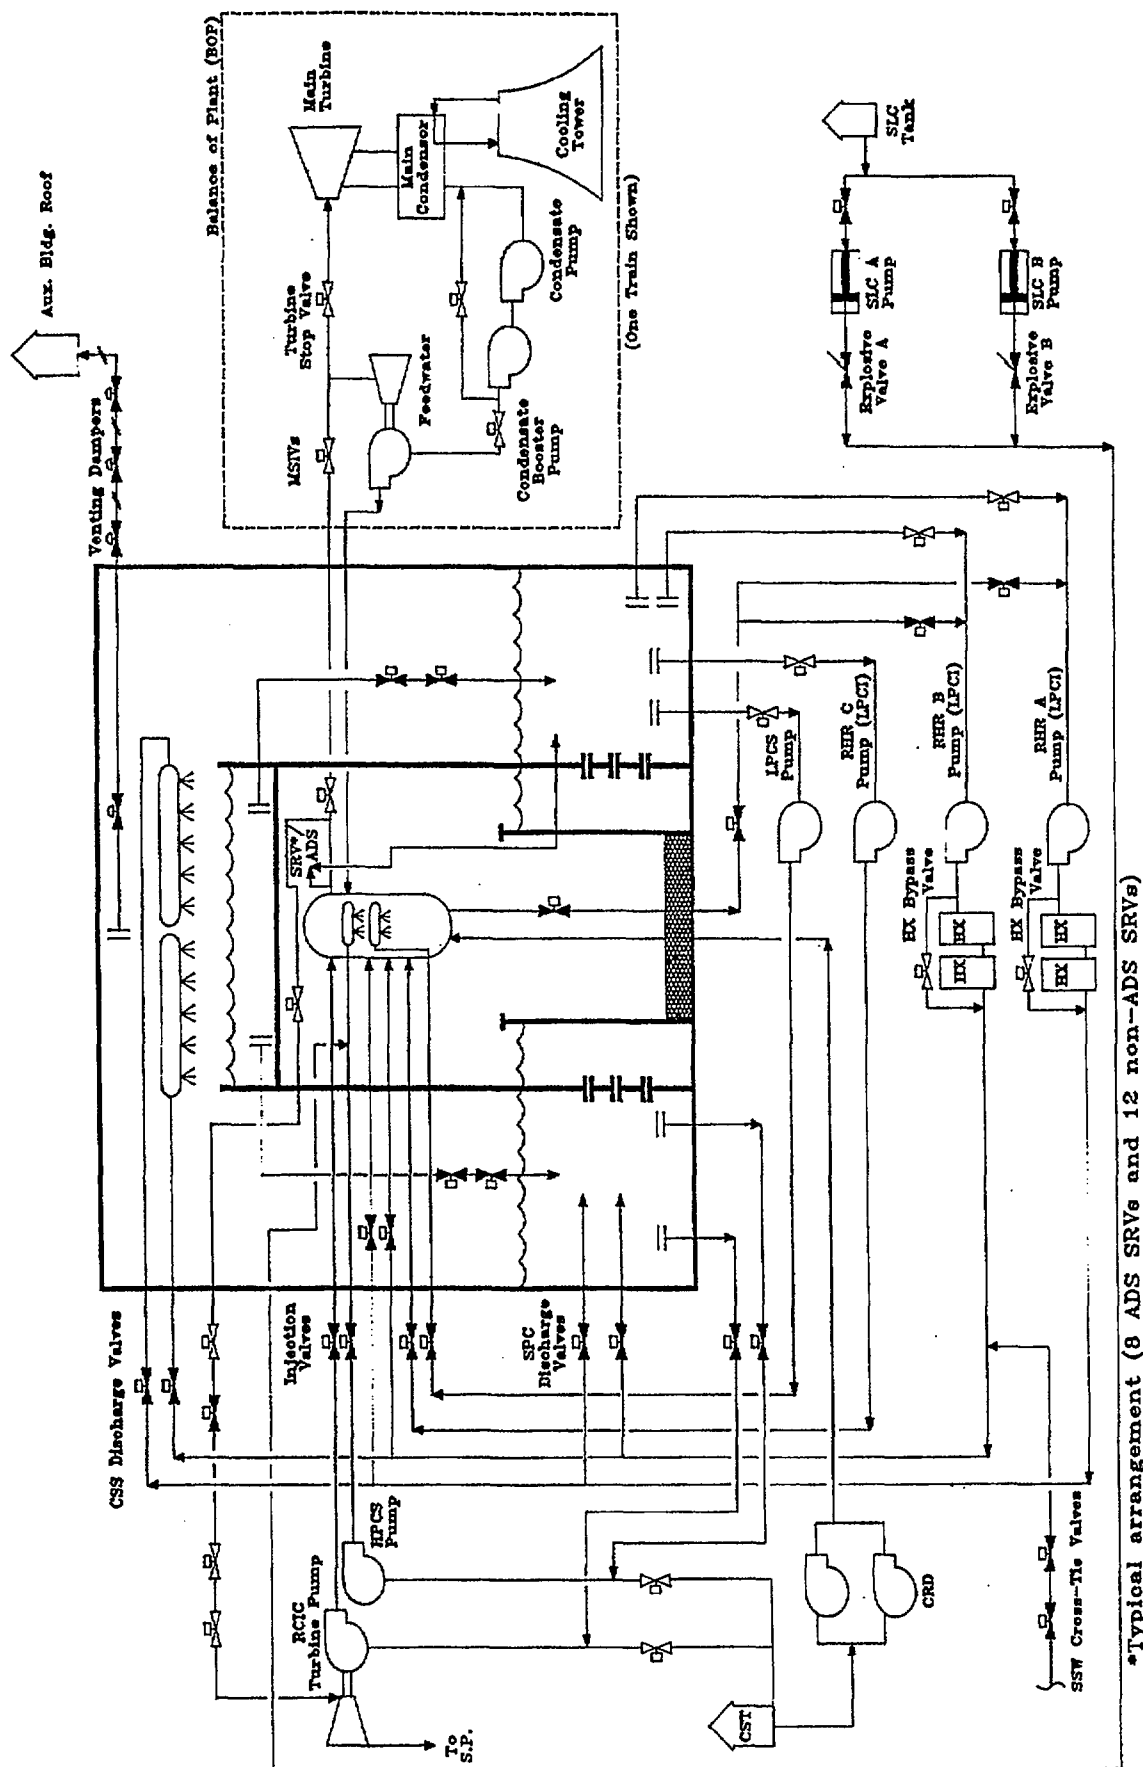 Aux. Bldg. Roof
Venting Dampers
Balance of Plant (BOP)
Main
Turbine
Turbine
Stop Valve
MSIVs
Feedwater
Main
Condensor
Cooling
Tower
Condensate
Pump
Condensate
Booster
Pump
(One Train Shown)
SLC
Tank
SLC A
Pump
SLC B
Pump
Explosive
Valve A
Explosive
Valve B
SRV*/
ADS
CSS Discharge Valves
Injection
Valves
SPC
Discharge
Valves
LPCS
Pump
RHR C
Pump (LPCI)
RHR B
Pump (LPCI)
RHR A
Pump (LPCI)
HX Bypass
Valve
HX
HX
HX Bypass
Valve
HX
HX
HPCS
Pump
RCIC
Turbine Pump
To
S.P.
CST
CRD
SSW Cross-Tie Valves
*Typical arrangement (8 ADS SRVs and 12 non-ADS SRVs)